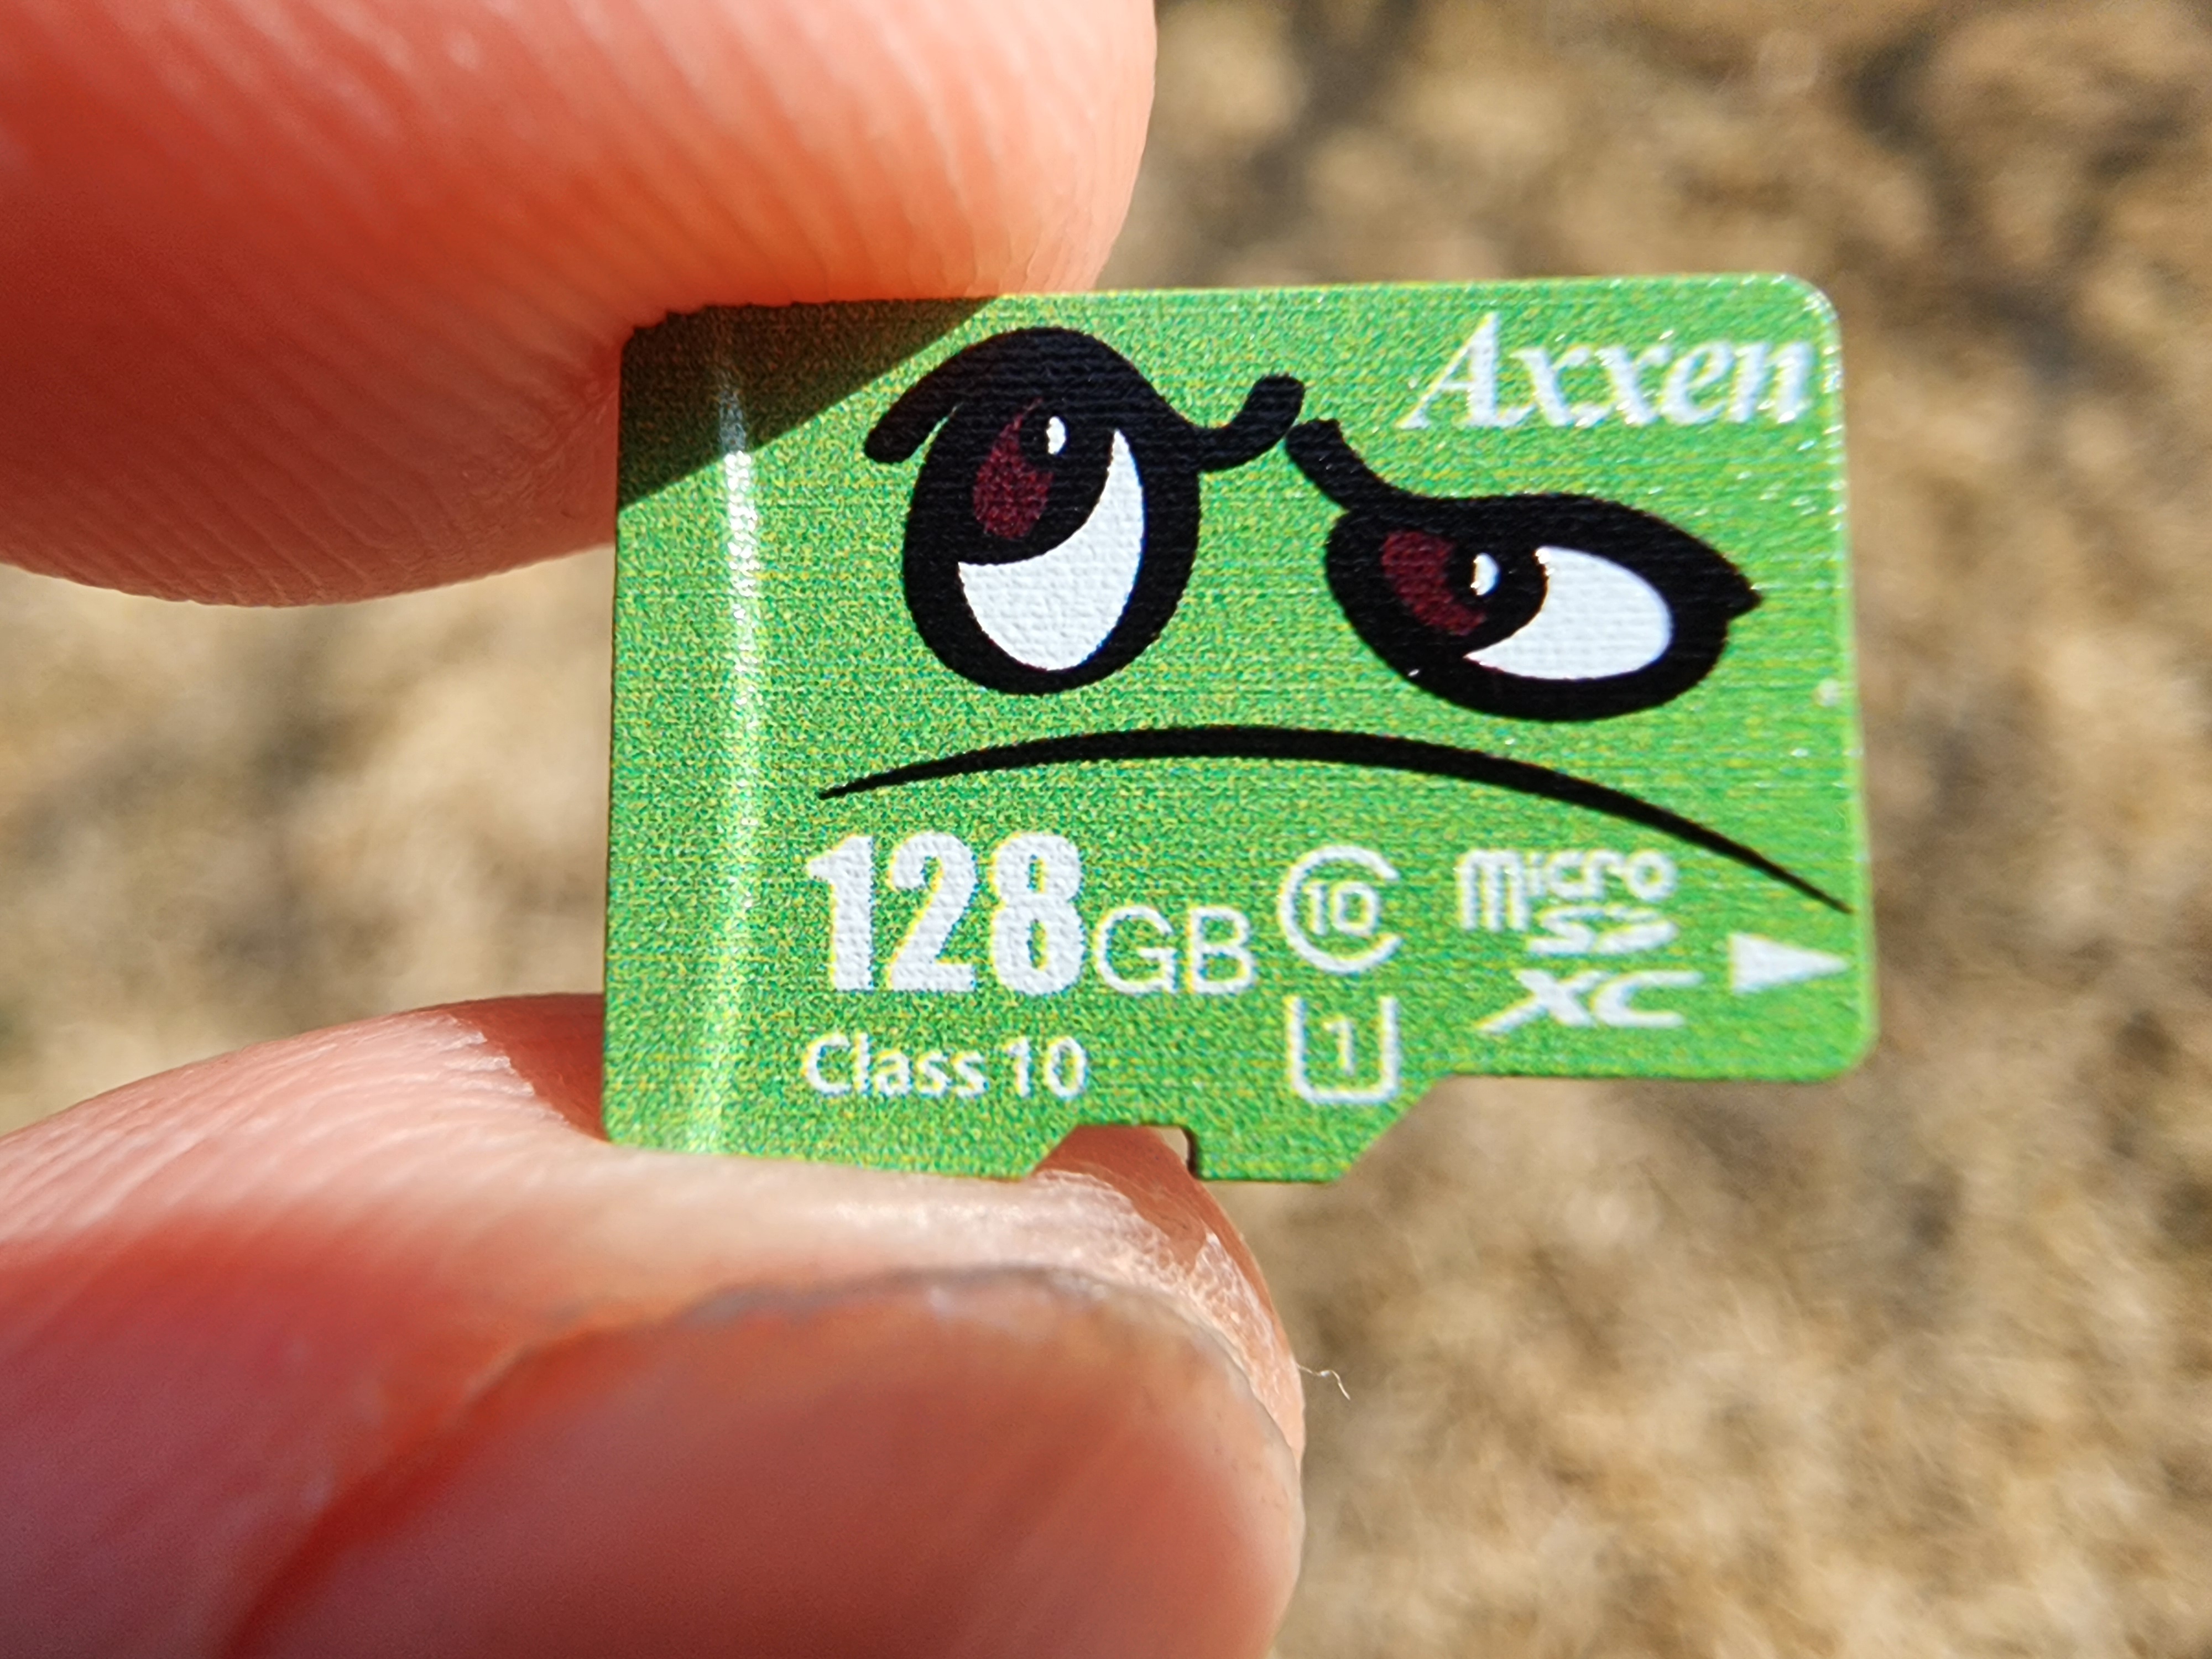 Axxen
128GB
10
micro
SD
XC
Class 10
1